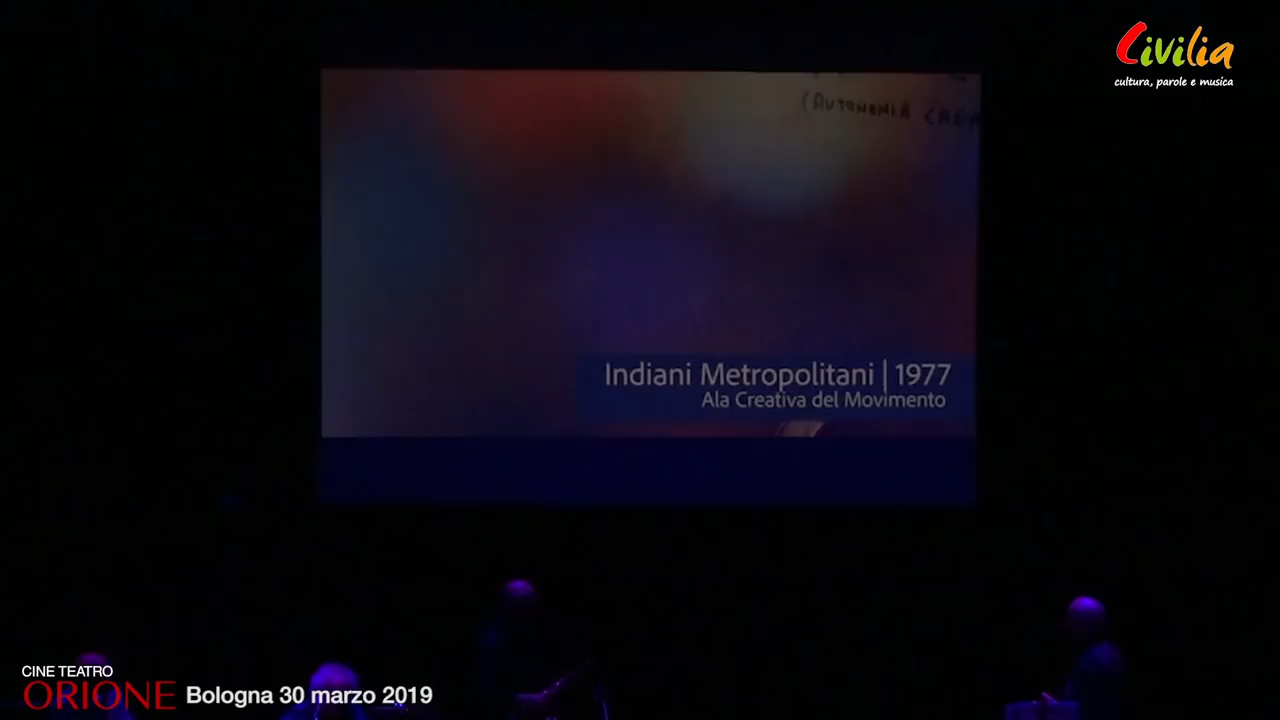 Civilia
cultura, parole e musica
(AUTONOMIA
Indiani Metropolitani | 1977
Ala Creativa del Movimento
CINE TEATRO
ORIONE Bologna 30 marzo 2019